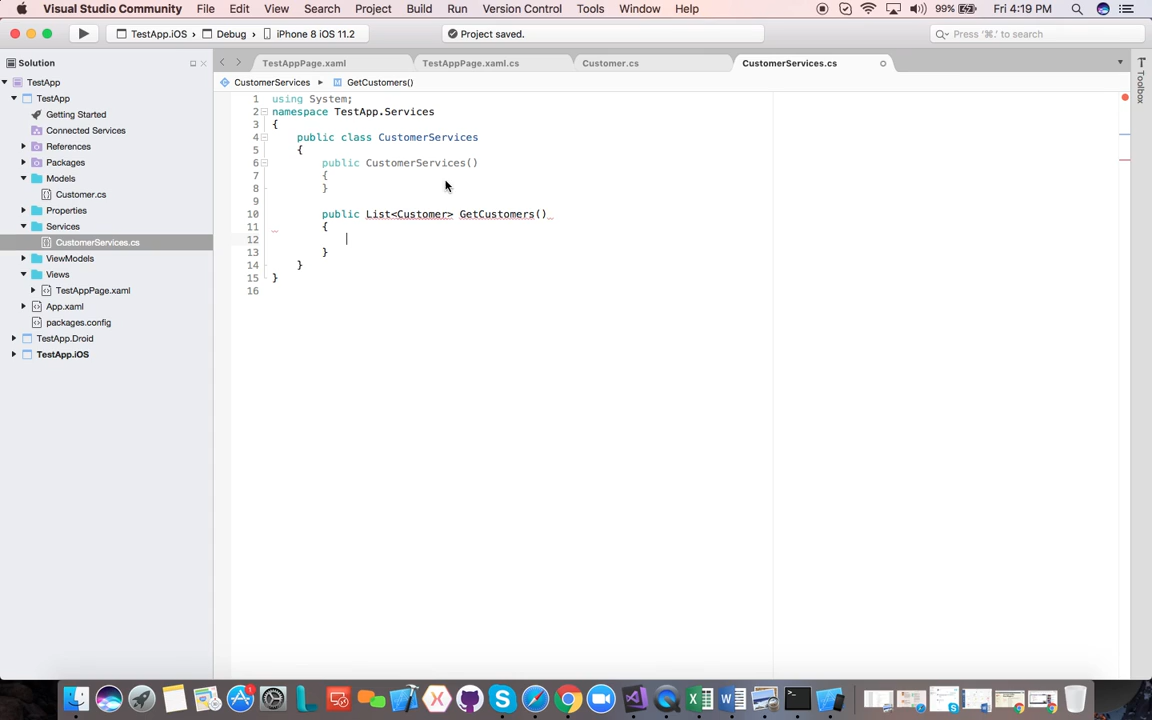 Visual Studio Community File Edit View Search Project Build Run Version Control Tools Window Help 99% Fri 4:19 PM
TestApp.iOS Debug iPhone 8 iOS 11.2 Project saved. Press '⌘.' to search
Solution TestAppPage.xaml TestAppPage.xaml.cs Customer.cs CustomerServices.cs Toolbox
TestApp CustomerServices GetCustomers()
TestApp
Getting Started
Connected Services
References
Packages
Models
Customer.cs
Properties
Services
CustomerServices.cs
ViewModels
Views
TestAppPage.xaml
App.xaml
packages.config
TestApp.Droid
TestApp.iOS
1 using System;
2 namespace TestApp.Services
3 {
4 public class CustomerServices
5 {
6 public CustomerServices()
7 {
8 }
9
10 public List<Customer> GetCustomers()
11 {
12
13 }
14 }
15 }
16